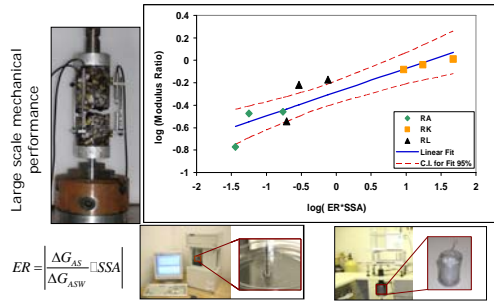 Large scale mechanical
performance
log (Modulus Ratio)
0.4
0.2
0
-0.2
-0.4
-0.6
-0.8
-1
-2 -1.5 -1 -0.5 0 0.5 1 1.5 2
log( ER*SSA)
RA
RK
RL
Linear Fit
C.I. for Fit 95%
ER = |ΔG_AS / ΔG_ASW □SSA|